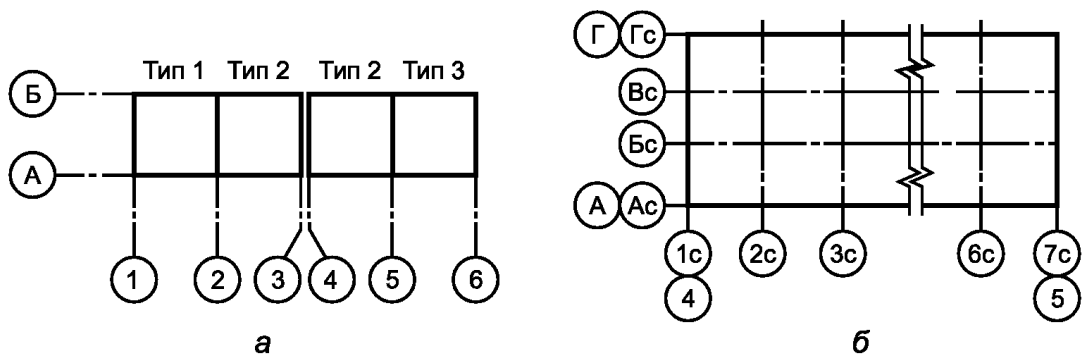 Тип 1 Тип 2 Тип 2 Тип 3
Б
А
1 2 3 4 5 6
а
Г Гс
Вс
Бс
А Ас
1с 2с 3с 6с 7с
4 5
б